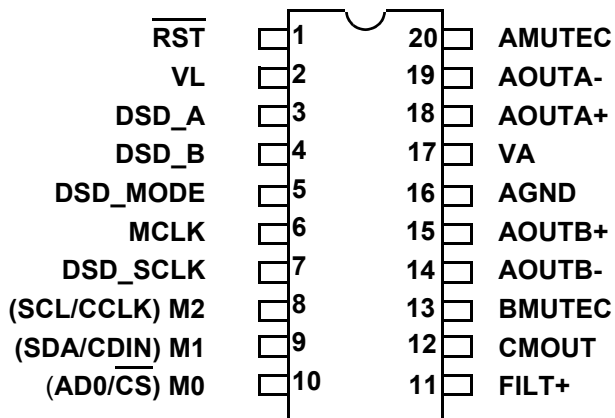 RST 1 20 AMUTEC
VL 2 19 AOUTA-
DSD_A 3 18 AOUTA+
DSD_B 4 17 VA
DSD_MODE 5 16 AGND
MCLK 6 15 AOUTB+
DSD_SCLK 7 14 AOUTB-
(SCL/CCLK) M2 8 13 BMUTEC
(SDA/CDIN) M1 9 12 CMOUT
(AD0/CS) M0 10 11 FILT+